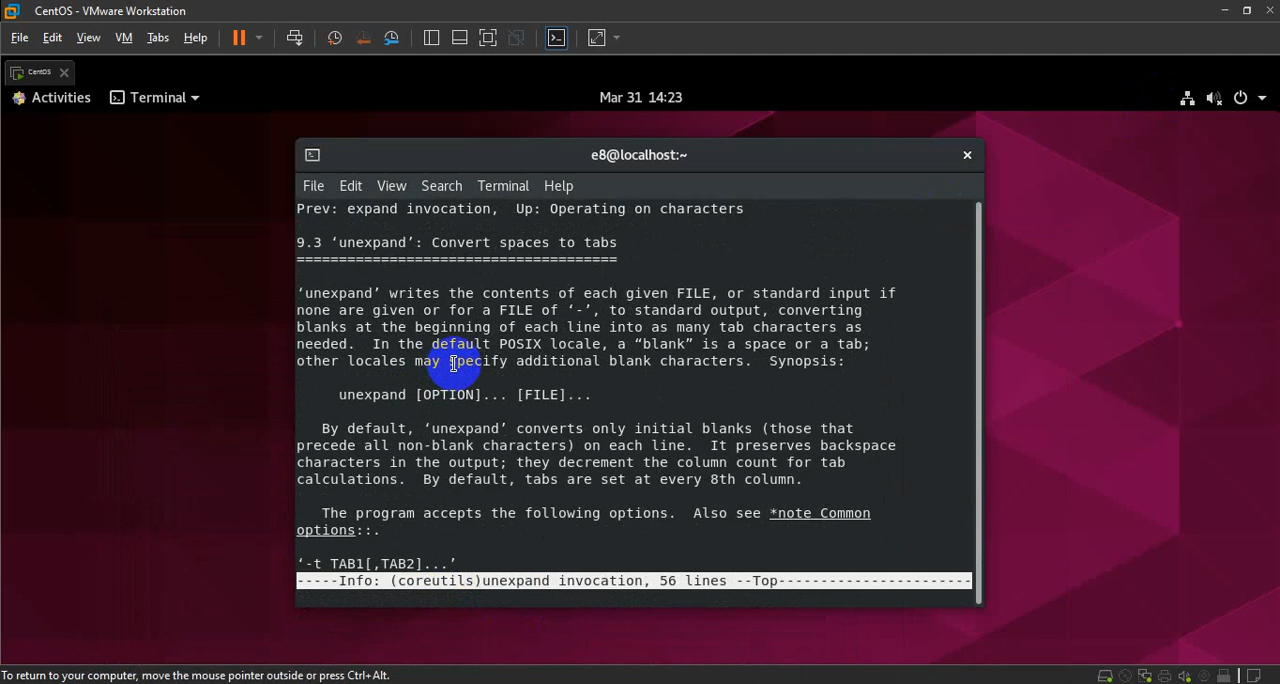 CentOS - VMware Workstation
File Edit View VM Tabs Help
CentOS
Activities Terminal Mar 31 14:23
e8@localhost:~
File Edit View Search Terminal Help
Prev: expand invocation,  Up: Operating on characters
9.3 ‘unexpand’: Convert spaces to tabs
======================================
‘unexpand’ writes the contents of each given FILE, or standard input if
none are given or for a FILE of ‘-’, to standard output, converting
blanks at the beginning of each line into as many tab characters as
needed.  In the default POSIX locale, a “blank” is a space or a tab;
other locales may specify additional blank characters.  Synopsis:
unexpand [OPTION]... [FILE]...
By default, ‘unexpand’ converts only initial blanks (those that
precede all non-blank characters) on each line.  It preserves backspace
characters in the output; they decrement the column count for tab
calculations.  By default, tabs are set at every 8th column.
The program accepts the following options.  Also see *note Common
options::.
‘-t TAB1[,TAB2]...’
-----Info: (coreutils)unexpand invocation, 56 lines --Top-----------------------
To return to your computer, move the mouse pointer outside or press Ctrl+Alt.